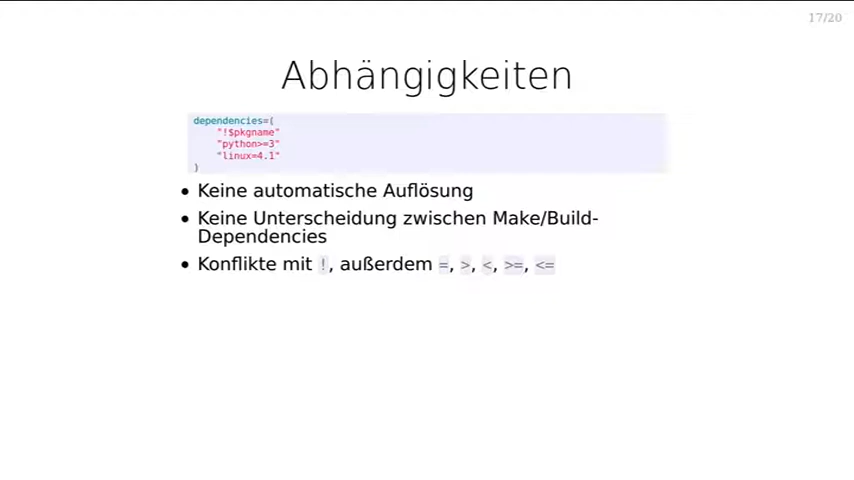 17/20
Abhängigkeiten
dependencies=(
"!$pkgname"
"python>=3"
"linux=4.1"
)
• Keine automatische Auflösung
• Keine Unterscheidung zwischen Make/Build-
Dependencies
• Konflikte mit !, außerdem =, >, <, >=, <=